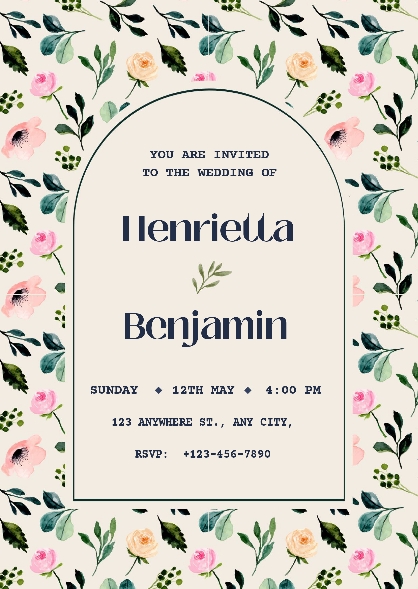 YOU ARE INVITED
TO THE WEDDING OF
Henrietta
Benjamin
SUNDAY ◆ 12TH MAY ◆ 4:00 PM
123 ANYWHERE ST., ANY CITY,
RSVP: +123-456-7890